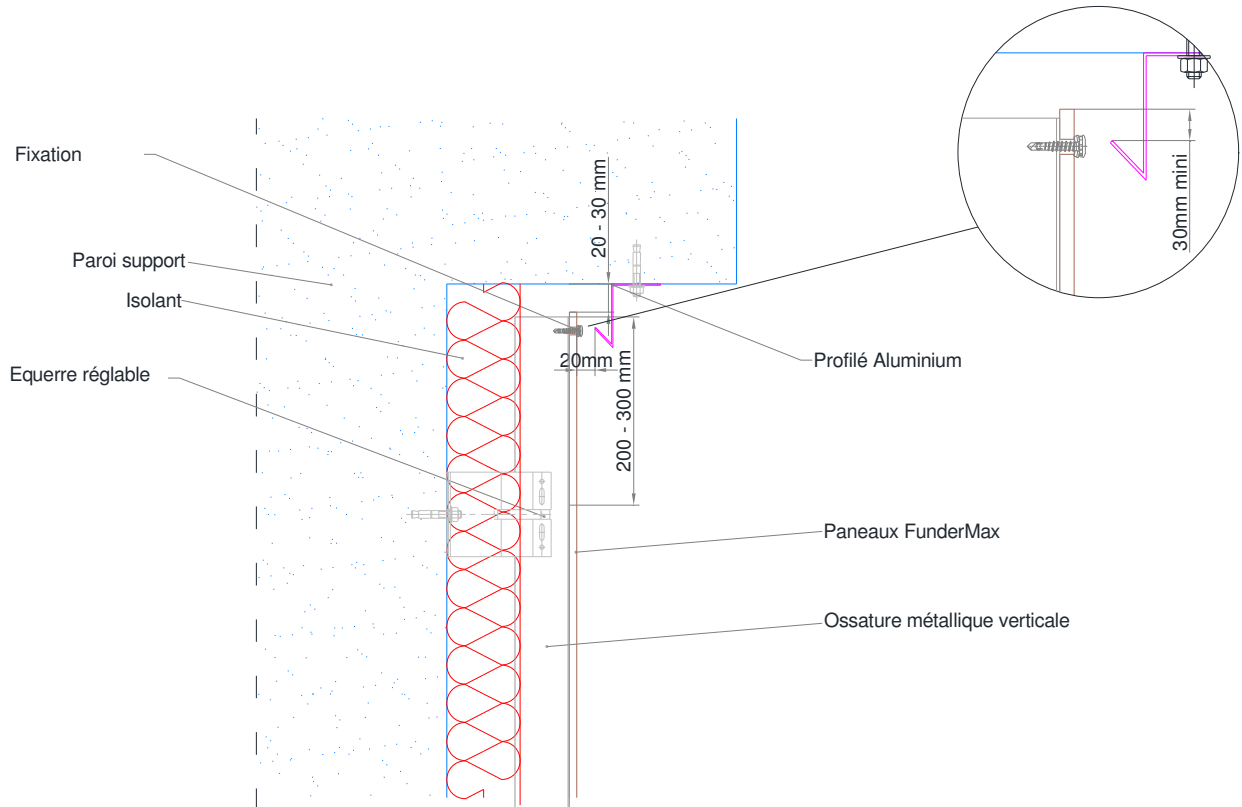 Fixation
Paroi support
Isolant
Equerre réglable
20 - 30 mm
20mm
200 - 300 mm
30mm mini
Profilé Aluminium
Paneaux FunderMax
Ossature métallique verticale